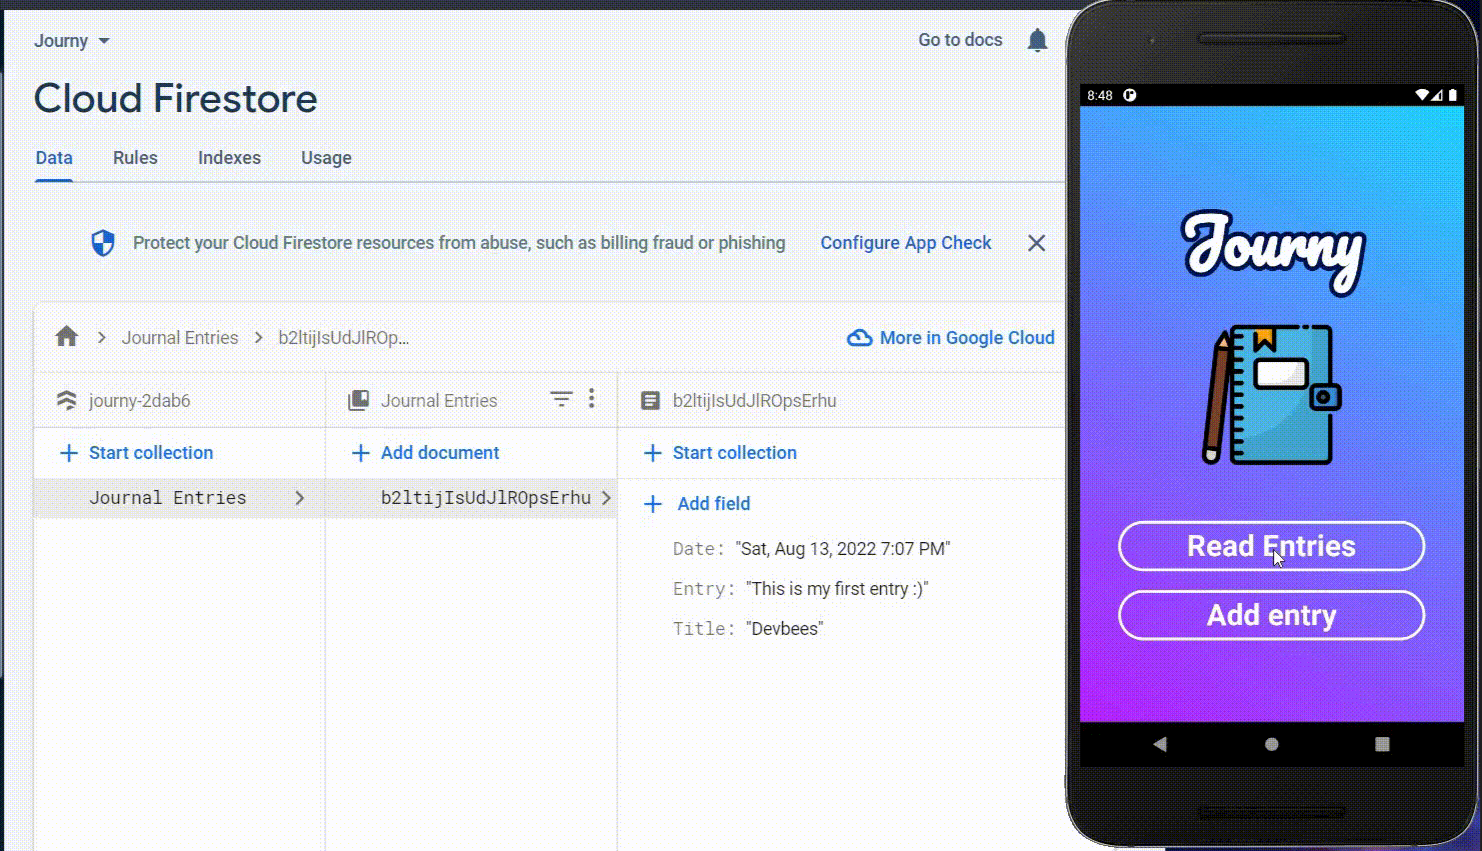 Journy
Go to docs
Cloud Firestore
Data Rules Indexes Usage
Protect your Cloud Firestore resources from abuse, such as billing fraud or phishing Configure App Check
Journal Entries b2ltijIsUdJlROp...
More in Google Cloud
journy-2dab6 Journal Entries b2ltijIsUdJlROpsErhu
Start collection Add document Start collection
Journal Entries b2ltijIsUdJlROpsErhu
Add field
Date: "Sat, Aug 13, 2022 7:07 PM"
Entry: "This is my first entry :)"
Title: "Devbees"
8:48
Journy
Read Entries
Add entry